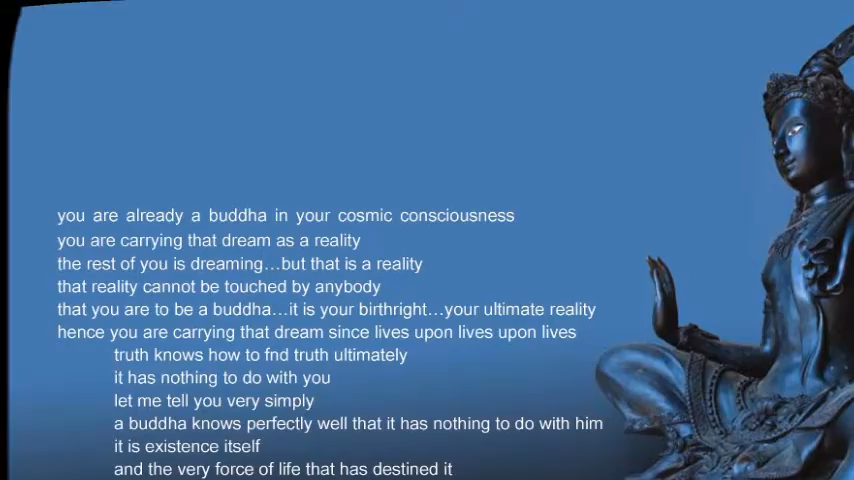 you are already a buddha in your cosmic consciousness
you are carrying that dream as a reality
the rest of you is dreaming…but that is a reality
that reality cannot be touched by anybody
that you are to be a buddha…it is your birthright…your ultimate reality
hence you are carrying that dream since lives upon lives upon lives
truth knows how to fnd truth ultimately
it has nothing to do with you
let me tell you very simply
a buddha knows perfectly well that it has nothing to do with him
it is existence itself
and the very force of life that has destined it